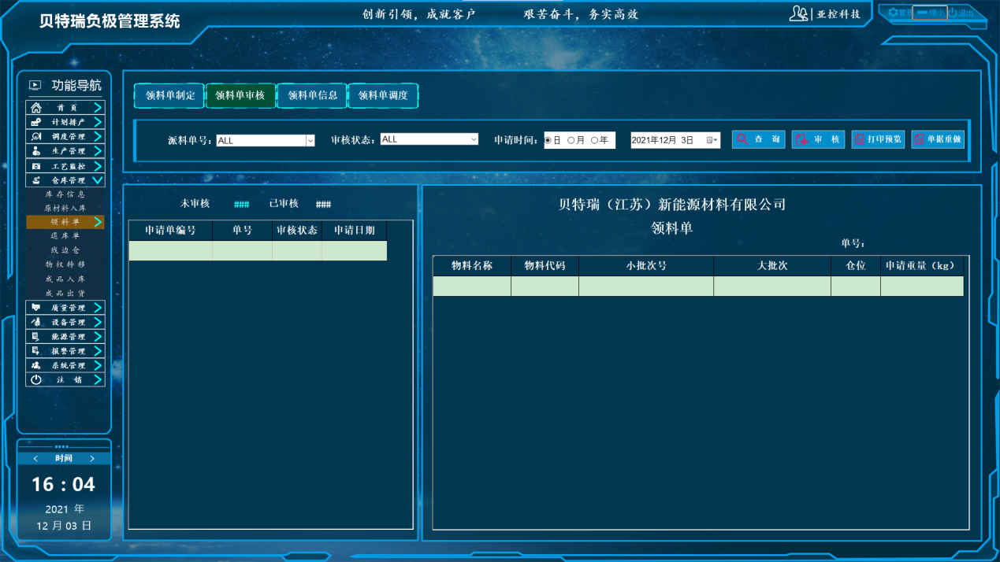 贝特瑞负极管理系统
创新引领，成就客户 艰苦奋斗，务实高效
亚控科技
管理 缩小 退出
功能导航
首 页
计划排产
调度管理
生产管理
工艺监控
仓库管理
库存信息
原材料入库
领料单
退库单
线边仓
物权转移
成品入库
成品出货
质量管理
设备管理
能源管理
报警管理
系统管理
注 销
< 时间 >
16 : 04
2021 年
12 月 03 日
领料单制定 领料单审核 领料单信息 领料单调度
派料单号: ALL 审核状态: ALL 申请时间: 日 月 年 2021年12月 3日 查 询 审 核 打印预览 单据重做
未审核 ### 已审核 ###
申请单编号 单号 审核状态 申请日期
贝特瑞（江苏）新能源材料有限公司
领料单
单号:
物料名称 物料代码 小批次号 大批次 仓位 申请重量（kg）